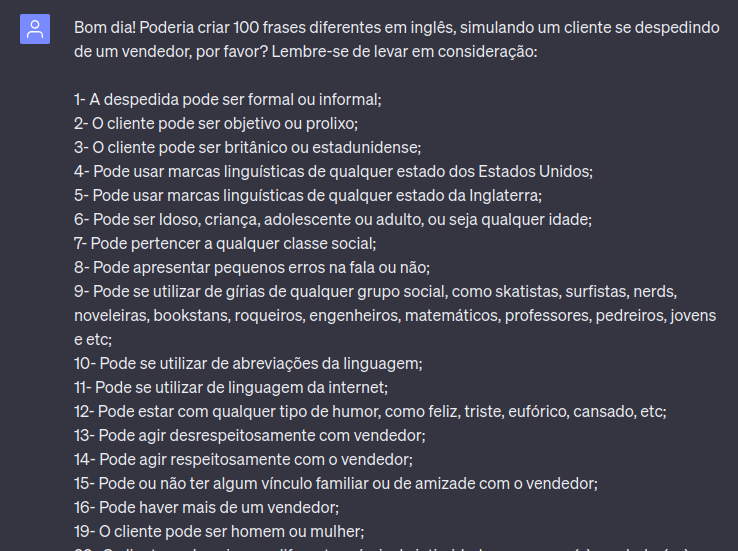 Bom dia! Poderia criar 100 frases diferentes em inglês, simulando um cliente se despedindo
de um vendedor, por favor? Lembre-se de levar em consideração:
1- A despedida pode ser formal ou informal;
2- O cliente pode ser objetivo ou prolixo;
3- O cliente pode ser britânico ou estadunidense;
4- Pode usar marcas linguísticas de qualquer estado dos Estados Unidos;
5- Pode usar marcas linguísticas de qualquer estado da Inglaterra;
6- Pode ser Idoso, criança, adolescente ou adulto, ou seja qualquer idade;
7- Pode pertencer a qualquer classe social;
8- Pode apresentar pequenos erros na fala ou não;
9- Pode se utilizar de gírias de qualquer grupo social, como skatistas, surfistas, nerds,
noveleiras, bookstans, roqueiros, engenheiros, matemáticos, professores, pedreiros, jovens
e etc;
10- Pode se utilizar de abreviações da linguagem;
11- Pode se utilizar de linguagem da internet;
12- Pode estar com qualquer tipo de humor, como feliz, triste, eufórico, cansado, etc;
13- Pode agir desrespeitosamente com vendedor;
14- Pode agir respeitosamente com o vendedor;
15- Pode ou não ter algum vínculo familiar ou de amizade com o vendedor;
16- Pode haver mais de um vendedor;
19- O cliente pode ser homem ou mulher;